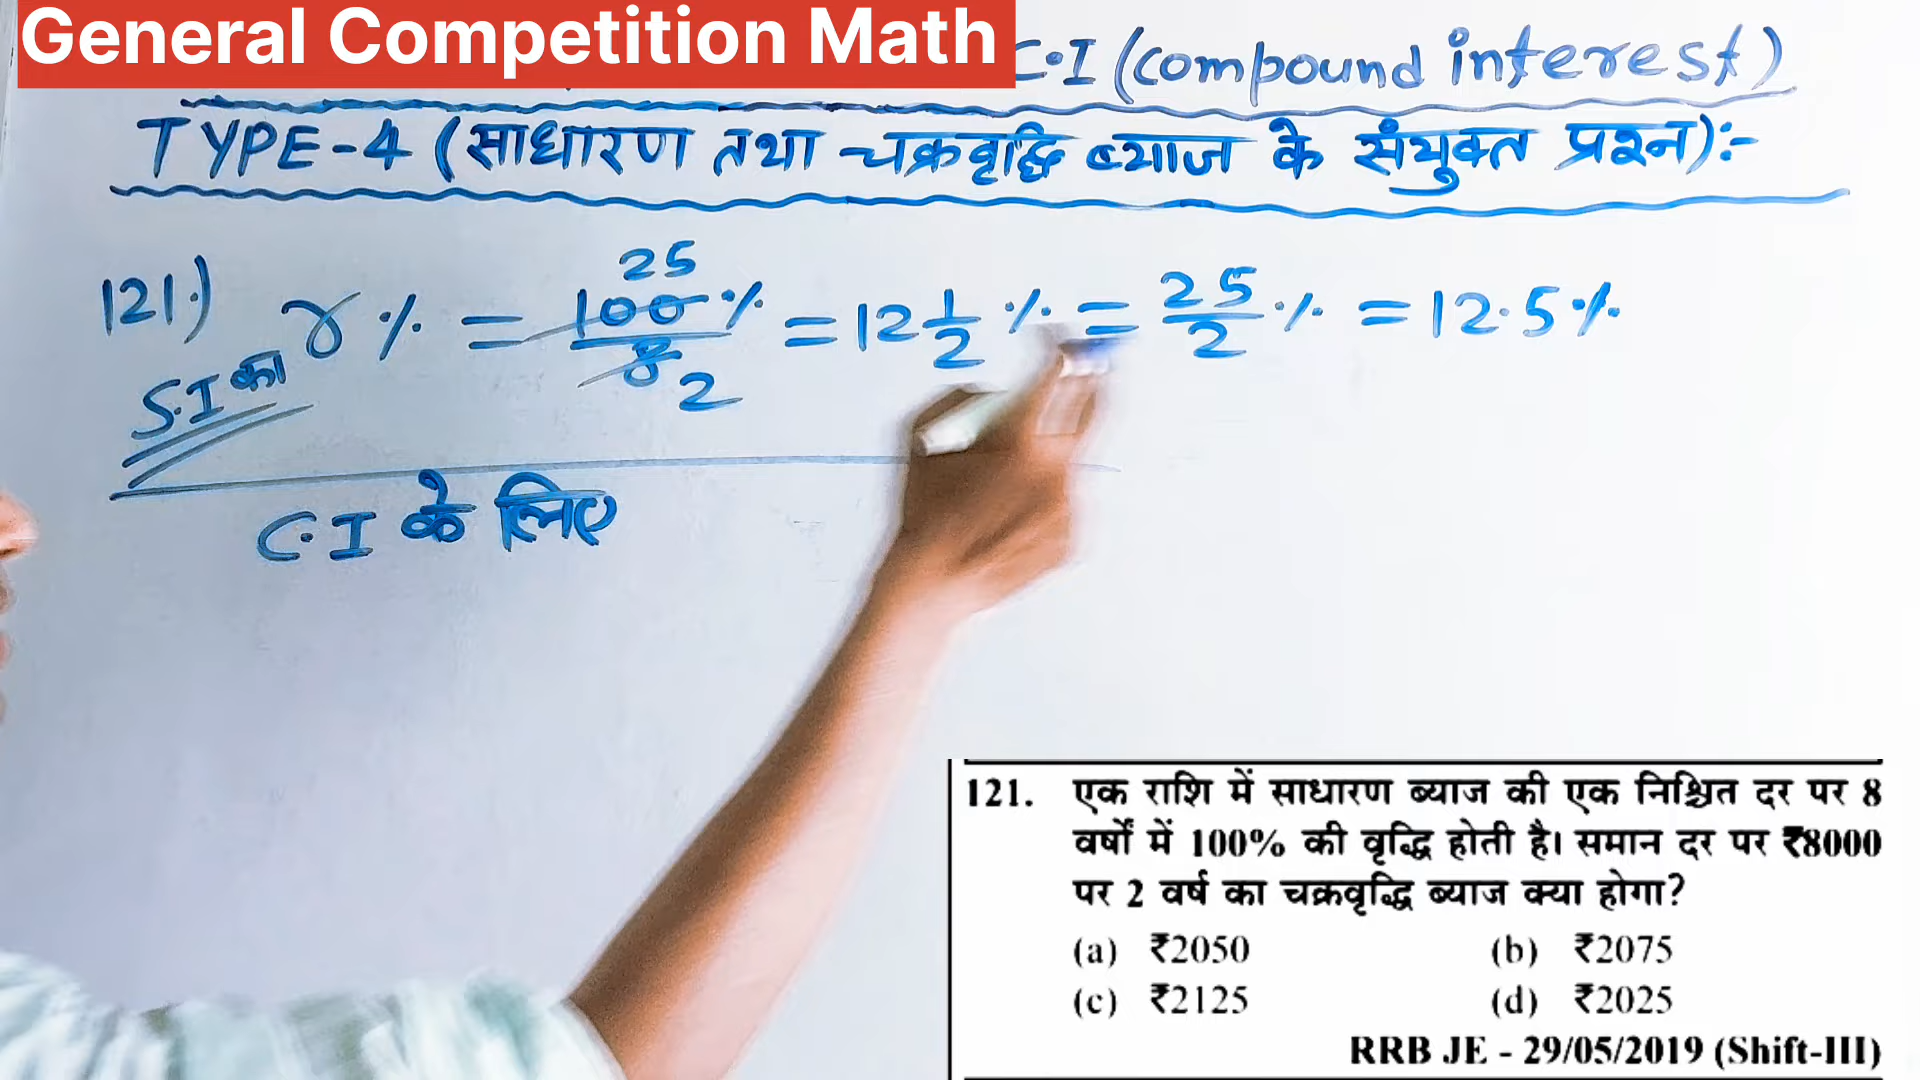 General Competition Math
C.I (compound interest)
TYPE-4 (साधारण तथा चक्रवृद्धि ब्याज के संयुक्त प्रश्न):-
121.) r % = 100/8 % = 12 1/2 % = 25/2 % = 12.5 %
25
2
S.I का
C.I के लिए
121. एक राशि में साधारण ब्याज की एक निश्चित दर पर 8
वर्षों में 100% की वृद्धि होती है। समान दर पर ₹8000
पर 2 वर्ष का चक्रवृद्धि ब्याज क्या होगा?
(a) ₹2050 (b) ₹2075
(c) ₹2125 (d) ₹2025
RRB JE - 29/05/2019 (Shift-III)